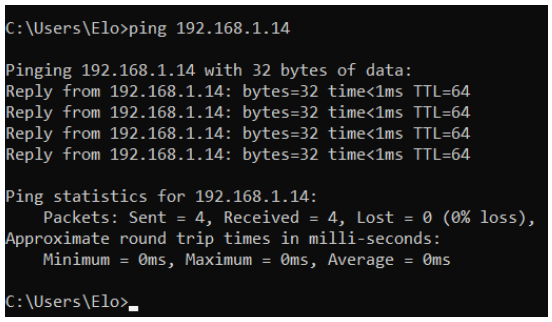 C:\Users\Elo>ping 192.168.1.14
Pinging 192.168.1.14 with 32 bytes of data:
Reply from 192.168.1.14: bytes=32 time<1ms TTL=64
Reply from 192.168.1.14: bytes=32 time<1ms TTL=64
Reply from 192.168.1.14: bytes=32 time<1ms TTL=64
Reply from 192.168.1.14: bytes=32 time<1ms TTL=64
Ping statistics for 192.168.1.14:
Packets: Sent = 4, Received = 4, Lost = 0 (0% loss),
Approximate round trip times in milli-seconds:
Minimum = 0ms, Maximum = 0ms, Average = 0ms
C:\Users\Elo>